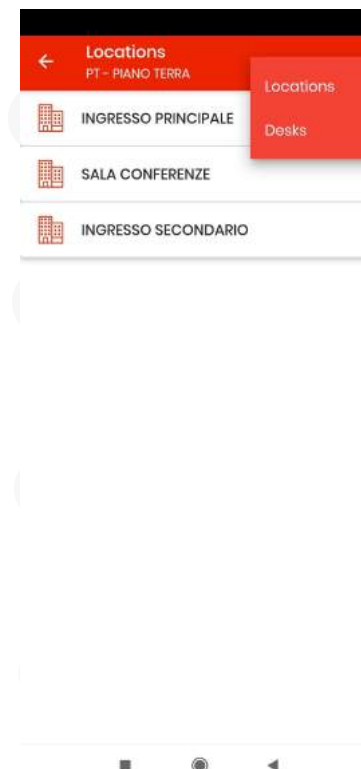 Locations
PT - PIANO TERRA
Locations
Desks
INGRESSO PRINCIPALE
SALA CONFERENZE
INGRESSO SECONDARIO